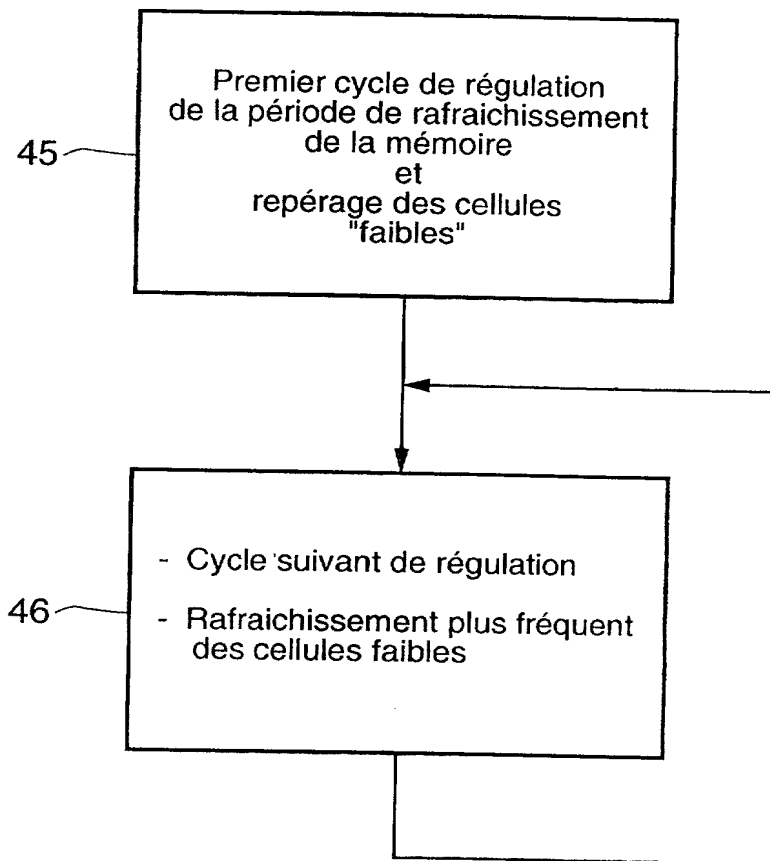 Premier cycle de régulation
de la période de rafraichissement
de la mémoire
et
repérage des cellules
"faibles"
45
- Cycle suivant de régulation
46
- Rafraichissement plus fréquent
des cellules faibles